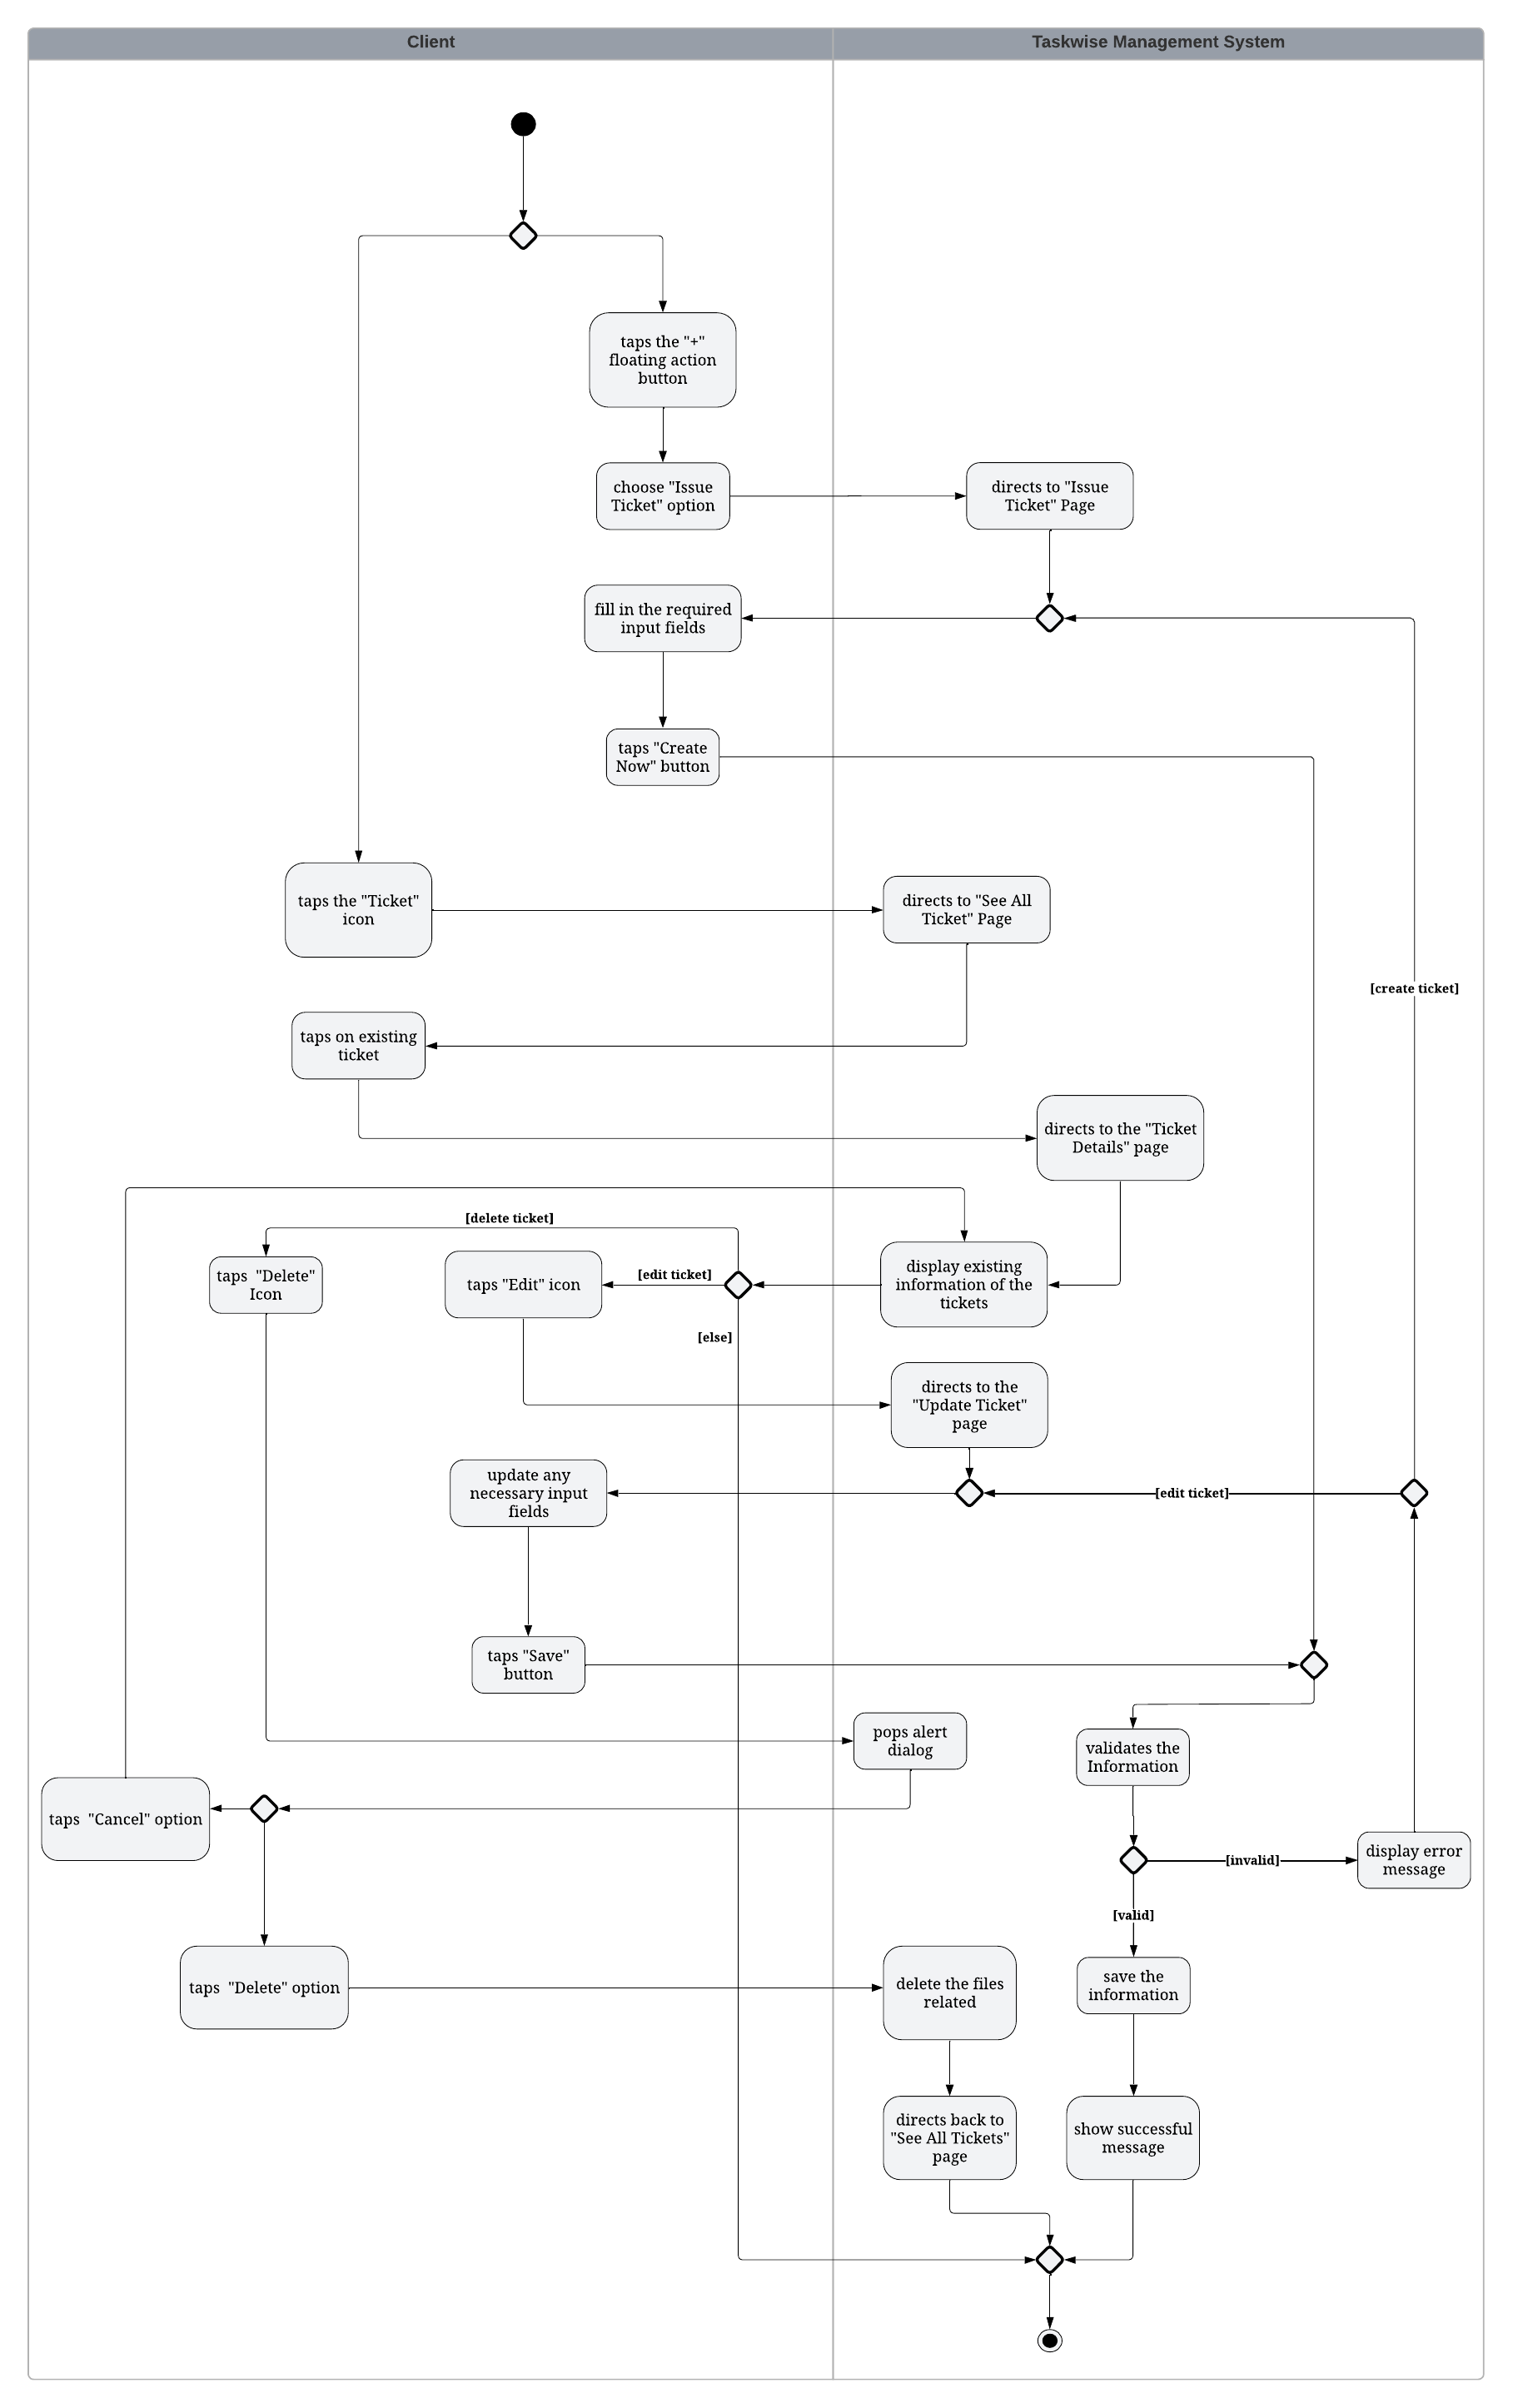 Client
Taskwise Management System
taps the "+"
floating action
button
choose "Issue
Ticket" option
directs to "Issue
Ticket" Page
fill in the required
input fields
taps "Create
Now" button
taps the "Ticket"
icon
directs to "See All
Ticket" Page
[create ticket]
taps on existing
ticket
directs to the "Ticket
Details" page
[delete ticket]
taps  "Delete"
Icon
taps "Edit" icon
[edit ticket]
display existing
information of the
tickets
[else]
directs to the
"Update Ticket"
page
update any
necessary input
fields
[edit ticket]
taps "Save"
button
pops alert
dialog
validates the
Information
taps  "Cancel" option
[invalid]
display error
message
[valid]
taps  "Delete" option
delete the files
related
save the
information
directs back to
"See All Tickets"
page
show successful
message